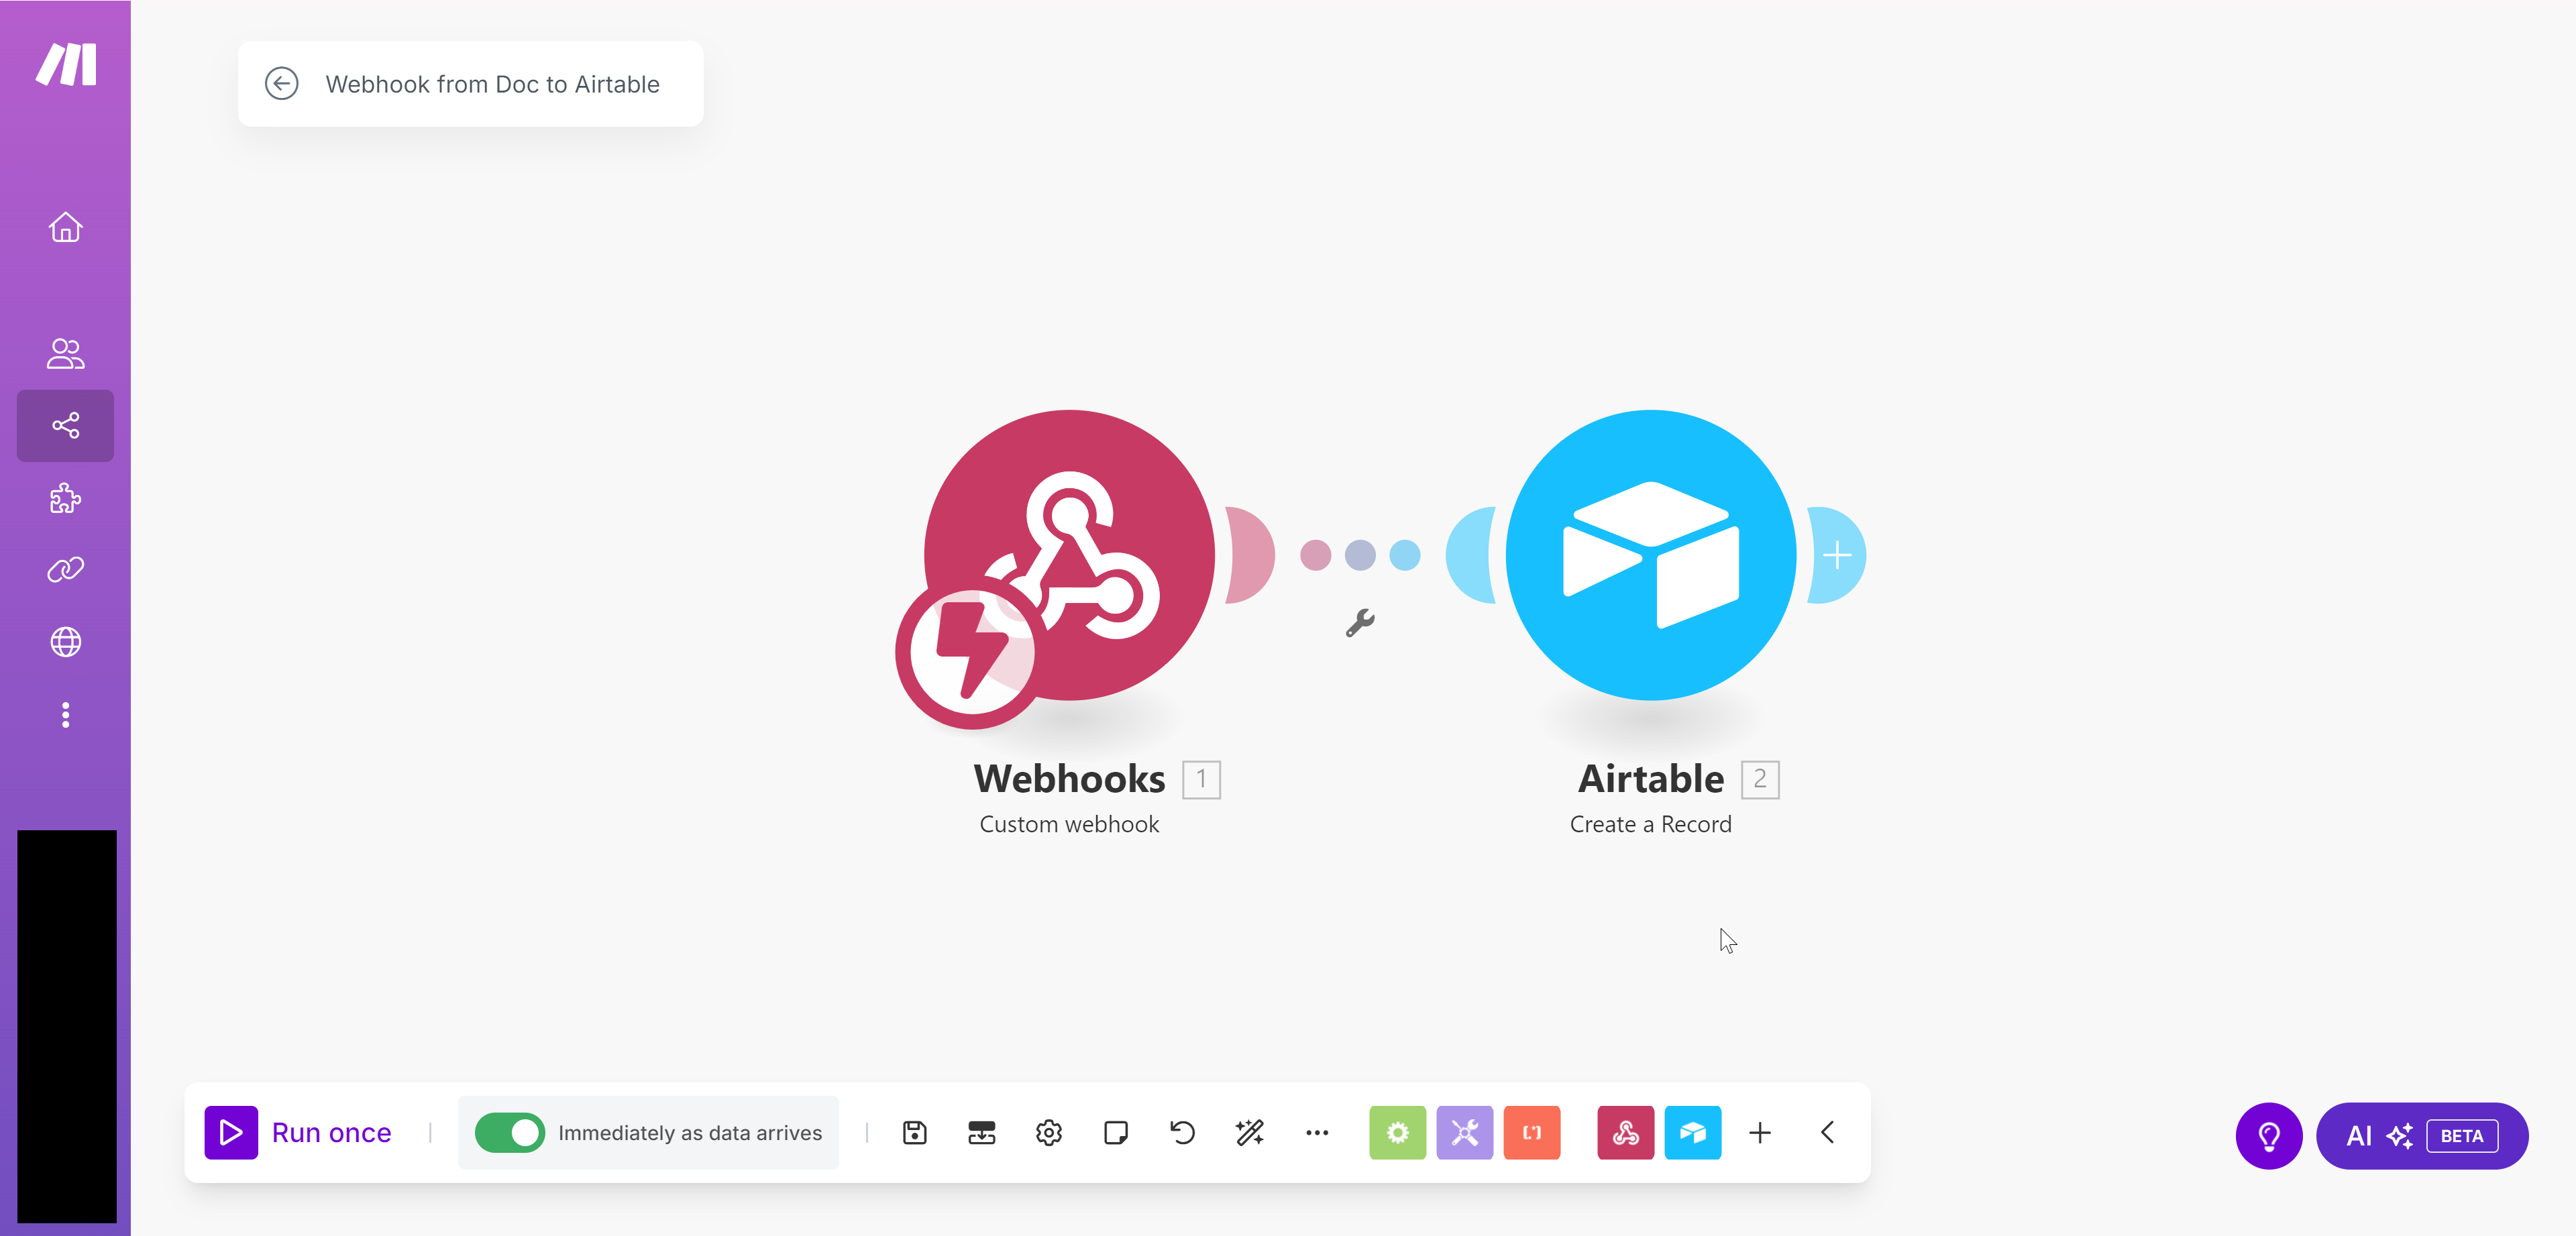 Webhook from Doc to Airtable
Webhooks 1
Custom webhook
Airtable 2
Create a Record
Run once
Immediately as data arrives
AI BETA